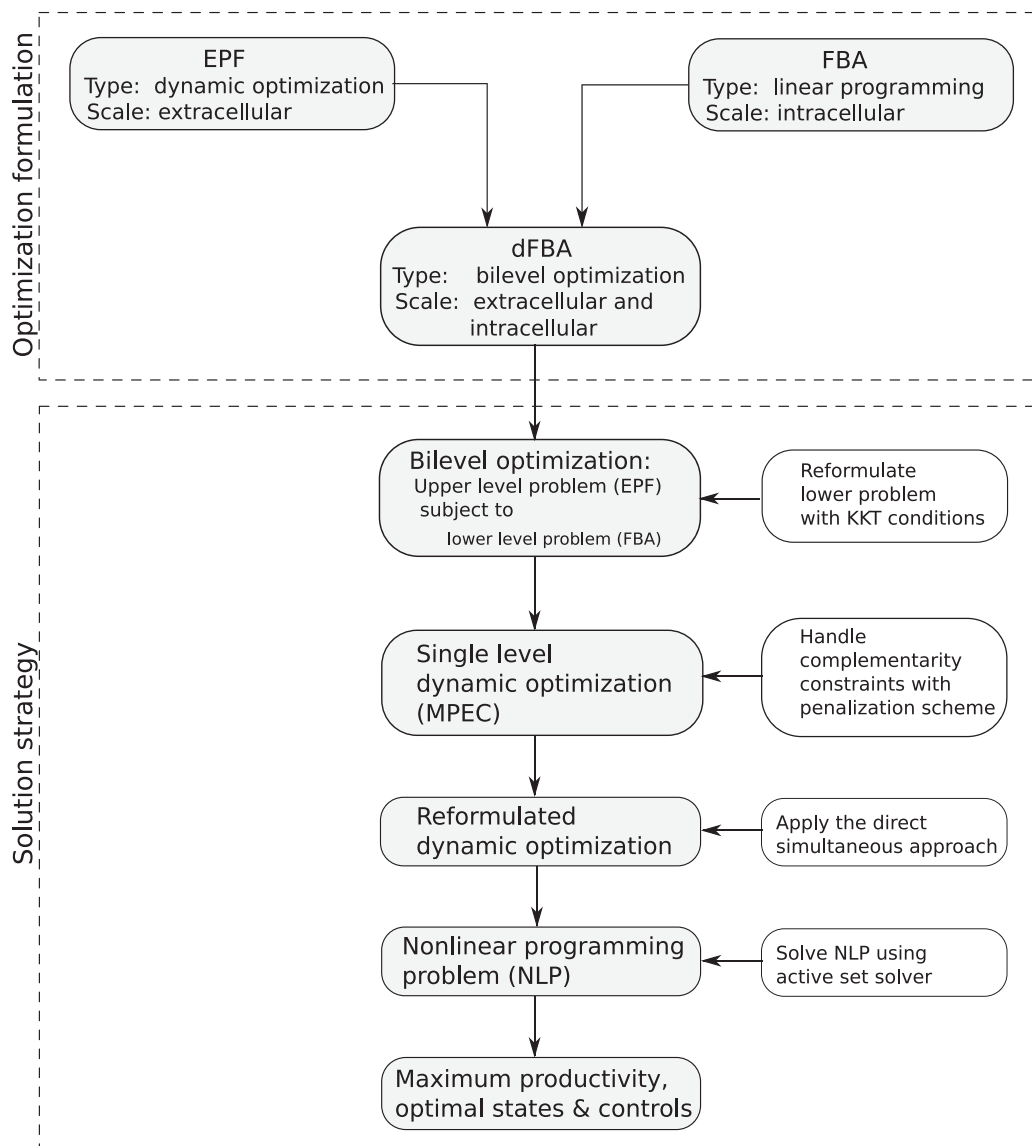 Optimization formulation
EPF
Type: dynamic optimization
Scale: extracellular
FBA
Type: linear programming
Scale: intracellular
dFBA
Type: bilevel optimization
Scale: extracellular and
intracellular
Solution strategy
Bilevel optimization:
Upper level problem (EPF)
subject to
lower level problem (FBA)
Reformulate
lower problem
with KKT conditions
Single level
dynamic optimization
(MPEC)
Handle
complementarity
constraints with
penalization scheme
Reformulated
dynamic optimization
Apply the direct
simultaneous approach
Nonlinear programming
problem (NLP)
Solve NLP using
active set solver
Maximum productivity,
optimal states & controls